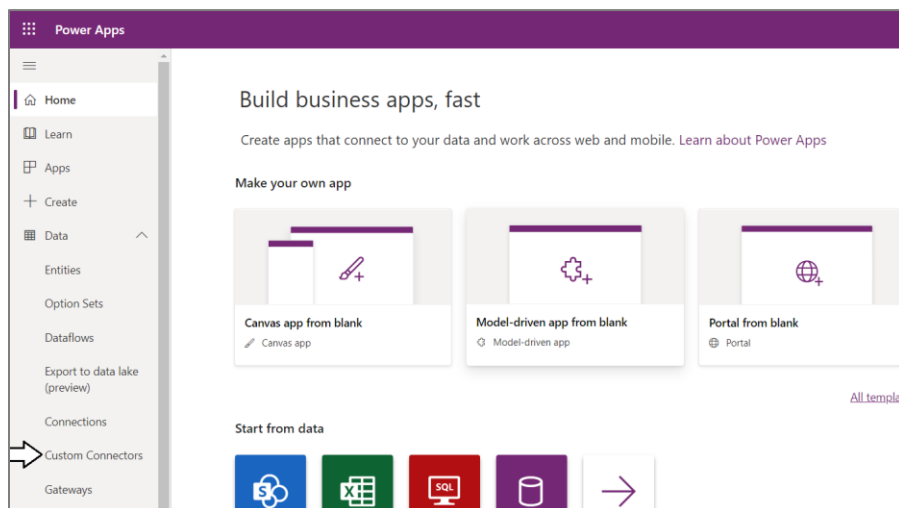 Power Apps
Home
Learn
Apps
Create
Data
Entities
Option Sets
Dataflows
Export to data lake
(preview)
Connections
Custom Connectors
Gateways
Build business apps, fast
Create apps that connect to your data and work across web and mobile. Learn about Power Apps
Make your own app
Canvas app from blank
Canvas app
Model-driven app from blank
Model-driven app
Portal from blank
Portal
All templa
Start from data
S
X
SQL